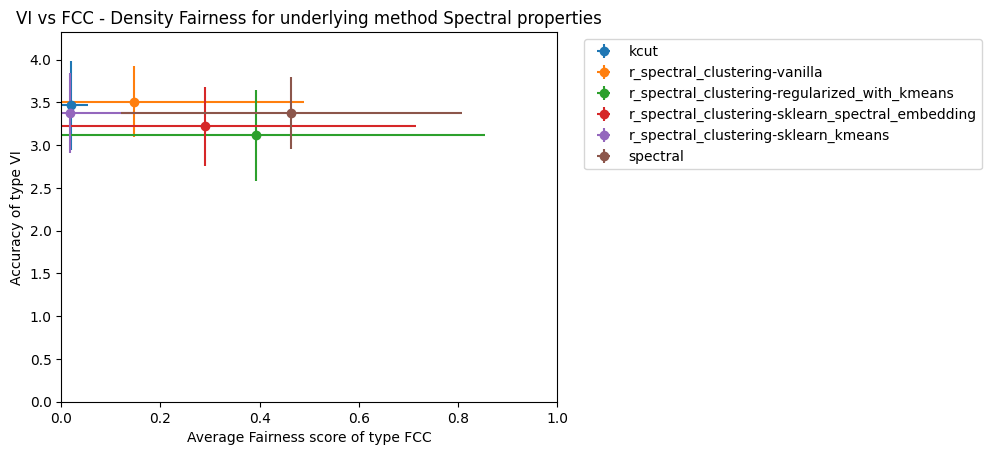 VI vs FCC - Density Fairness for underlying method Spectral properties
kcut
r_spectral_clustering-vanilla
r_spectral_clustering-regularized_with_kmeans
r_spectral_clustering-sklearn_spectral_embedding
r_spectral_clustering-sklearn_kmeans
spectral
Accuracy of type VI
4.0
3.5
3.0
2.5
2.0
1.5
1.0
0.5
0.0
0.0 0.2 0.4 0.6 0.8 1.0
Average Fairness score of type FCC